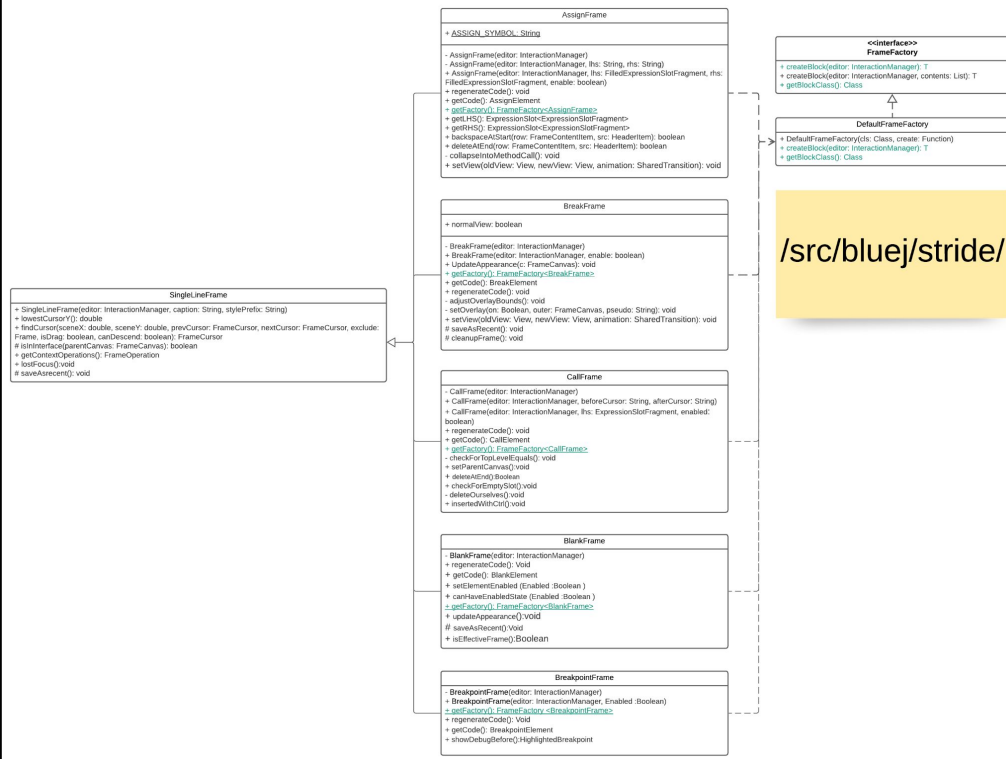 AssignFrame
+ ASSIGN_SYMBOL: String
- AssignFrame(editor: InteractionManager)
- AssignFrame(editor: InteractionManager, lhs: String, rhs: String)
+ AssignFrame(editor: InteractionManager, lhs: FilledExpressionSlotFragment, rhs:
FilledExpressionSlotFragment, enable: boolean)
+ regenerateCode(): void
+ getCode(): AssignElement
+ getFactory(): FrameFactory<AssignFrame>
+ getLHS(): ExpressionSlot<ExpressionSlotFragment>
+ getRHS(): ExpressionSlot<ExpressionSlotFragment>
+ backspaceAtStart(row: FrameContentItem, src: HeaderItem): boolean
+ deleteAtEnd(row: FrameContentItem, src: HeaderItem): boolean
- collapseIntoMethodCall(): void
+ setView(oldView: View, newView: View, animation: SharedTransition): void
<<interface>>
FrameFactory
+ createBlock(editor: InteractionManager): T
+ createBlock(editor: InteractionManager, contents: List): T
+ getBlockClass(): Class
DefaultFrameFactory
+ DefaultFrameFactory(cls: Class, create: Function)
+ createBlock(editor: InteractionManager): T
+ getBlockClass(): Class
/src/bluej/stride/
BreakFrame
+ normalView: boolean
- BreakFrame(editor: InteractionManager)
+ BreakFrame(editor: InteractionManager, enable: boolean)
+ UpdateAppearance(c: FrameCanvas): void
+ getFactory(): FrameFactory<BreakFrame>
+ getCode(): BreakElement
+ regenerateCode(): void
- adjustOverlayBounds(): void
- setOverlay(on: Boolean, outer: FrameCanvas, pseudo: String): void
+ setView(oldView: View, newView: View, animation: SharedTransition): void
# saveAsRecent(): void
# cleanupFrame(): void
SingleLineFrame
+ SingleLineFrame(editor: InteractionManager, caption: String, stylePrefix: String)
+ lowestCursorY(): double
+ findCursor(sceneX: double, sceneY: double, prevCursor: FrameCursor, nextCursor: FrameCursor, exclude:
Frame, isDrag: boolean, canDescend: boolean): FrameCursor
# isInInterface(parentCanvas: FrameCanvas): boolean
+ getContextOperations(): FrameOperation
+ lostFocus():void
# saveAsrecent(): void
CallFrame
- CallFrame(editor: InteractionManager)
+ CallFrame(editor: InteractionManager, beforeCursor: String, afterCursor: String)
+ CallFrame(editor: InteractionManager, lhs: ExpressionSlotFragment, enabled:
boolean)
+ regenerateCode: void
+ getCode: CallElement
+ getFactory(): FrameFactory<CallFrame>
- checkForTopLevelEquals(): void
+ setParentCanvas():void
+ deleteAtEnd():Boolean
+ checkForEmptySlot():void
- deleteOurselves():void
+ insertedWithCtrl():void
BlankFrame
- BlankFrame(editor: InteractionManager)
+ regenerateCode(): Void
+ getCode(): BlankElement
+ setElementEnabled (Enabled :Boolean )
+ canHaveEnabledState (Enabled :Boolean )
+ getFactory(): FrameFactory<BlankFrame>
+ updateAppearance():void
# saveAsRecent():Void
+ isEffectiveFrame():Boolean
BreakpointFrame
- BreakpointFrame(editor: InteractionManager)
+ BreakpointFrame(editor: InteractionManager, Enabled :Boolean)
+ getFactory(): FrameFactory <BreakpointFrame>
+ regenerateCode(): Void
+ getCode(): BreakpointElement
+ showDebugBefore():HighlightedBreakpoint